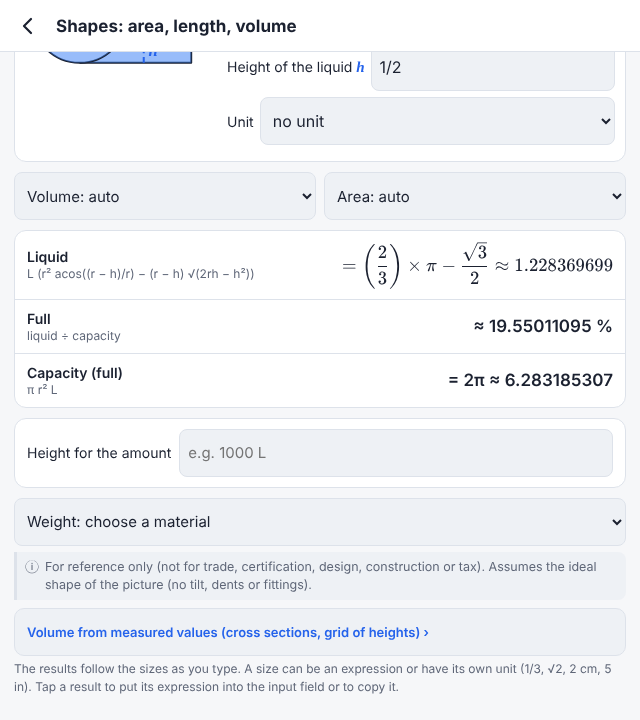 Shapes: area, length, volume
h
Height of the liquid h 1/2
Unit no unit
Volume: auto Area: auto
Liquid
L (r² acos((r − h)/r) − (r − h) √(2rh − h²))
= (2/3) × π − √3/2 ≈ 1.228369699
Full
liquid ÷ capacity
≈ 19.55011095 %
Capacity (full)
π r² L
= 2π ≈ 6.283185307
Height for the amount e.g. 1000 L
Weight: choose a material
ⓘ For reference only (not for trade, certification, design, construction or tax). Assumes the ideal
shape of the picture (no tilt, dents or fittings).
Volume from measured values (cross sections, grid of heights) ›
The results follow the sizes as you type. A size can be an expression or have its own unit (1/3, √2, 2 cm, 5
in). Tap a result to put its expression into the input field or to copy it.